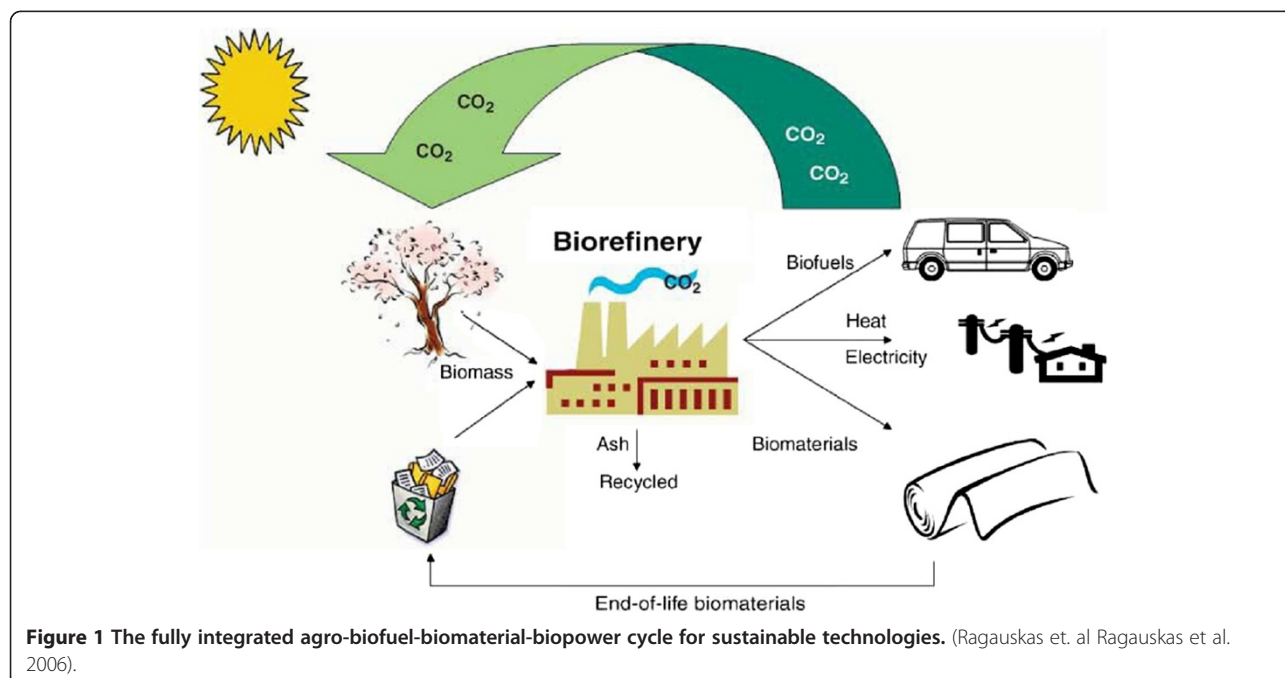 CO₂
CO₂
CO₂
CO₂
Biorefinery
CO₂
Biofuels
Heat
Electricity
Biomass
Ash
Recycled
Biomaterials
End-of-life biomaterials
Figure 1 The fully integrated agro-biofuel-biomaterial-biopower cycle for sustainable technologies. (Ragauskas et. al Ragauskas et al.
2006).